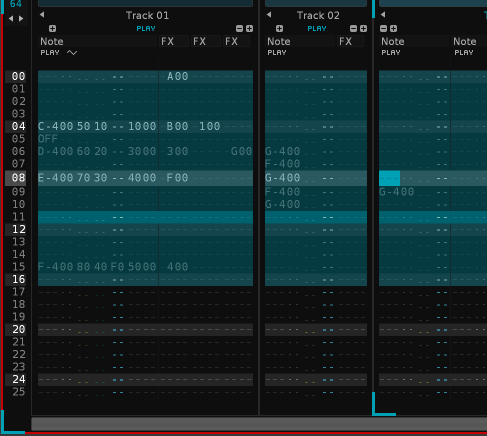 64
Track 01 Track 02
PLAY PLAY
Note FX FX FX Note FX Note
PLAY PLAY PLAY
00 A00
01
02
03
04 C-400 50 10 -- 1000 B00 100
05 OFF
06 D-400 60 20 -- 3000 300 G00 G-400
07 F-400
08 E-400 70 30 -- 4000 F00 G-400
09 F-400 G-400
10 G-400
11
12
13
14
15 F-400 80 40 F0 5000 400
16
17
18
19
20
21
22
23
24
25